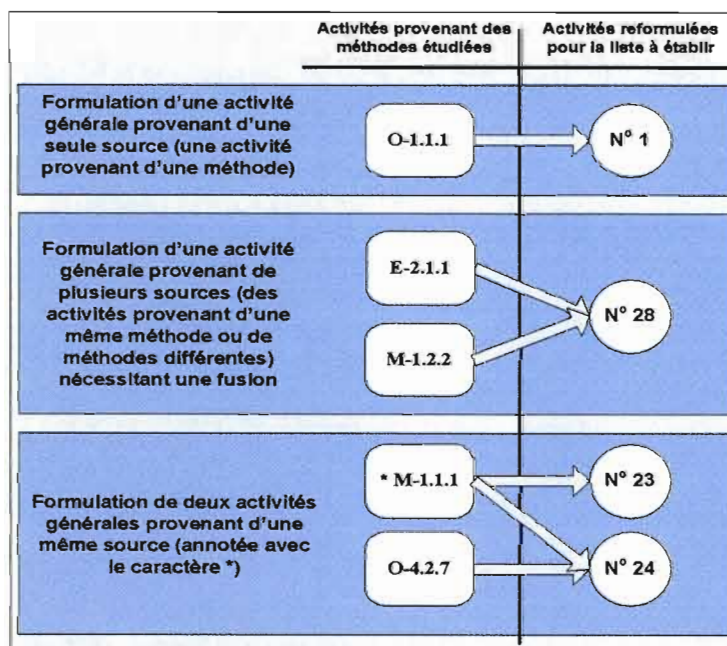 Activités provenant des
méthodes étudiées
Activités reformulées
pour la liste à établir
Formulation d'une activité
générale provenant d'une
seule source (une activité
provenant d'une méthode)
O-1.1.1
N° 1
Formulation d'une activité
générale provenant de
plusieurs sources (des
activités provenant d'une
même méthode ou de
méthodes différentes)
nécessitant une fusion
E-2.1.1
M-1.2.2
N° 28
Formulation de deux activités
générales provenant d'une
même source (annotée avec
le caractère *)
* M-1.1.1
O-4.2.7
N° 23
N° 24